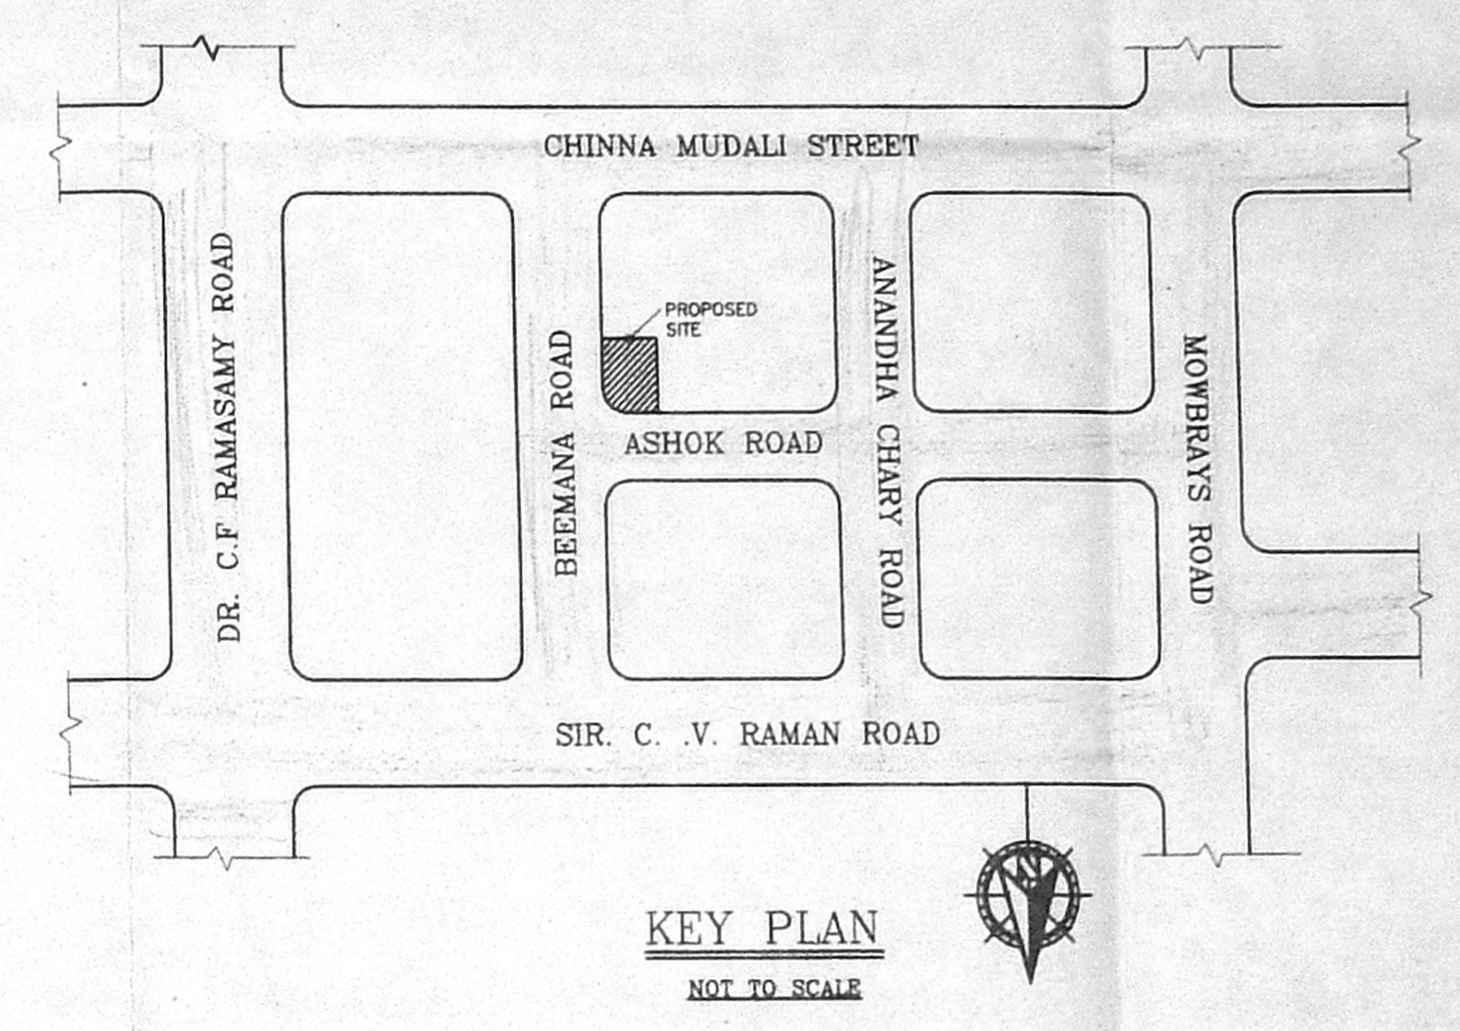 CHINNA MUDALI STREET
DR. C.F RAMASAMY ROAD
BEEMANA ROAD
PROPOSED
SITE
ASHOK ROAD
ANANDHA CHARY ROAD
MOWBRAYS ROAD
SIR. C. .V. RAMAN ROAD
N
KEY PLAN
NOT TO SCALE